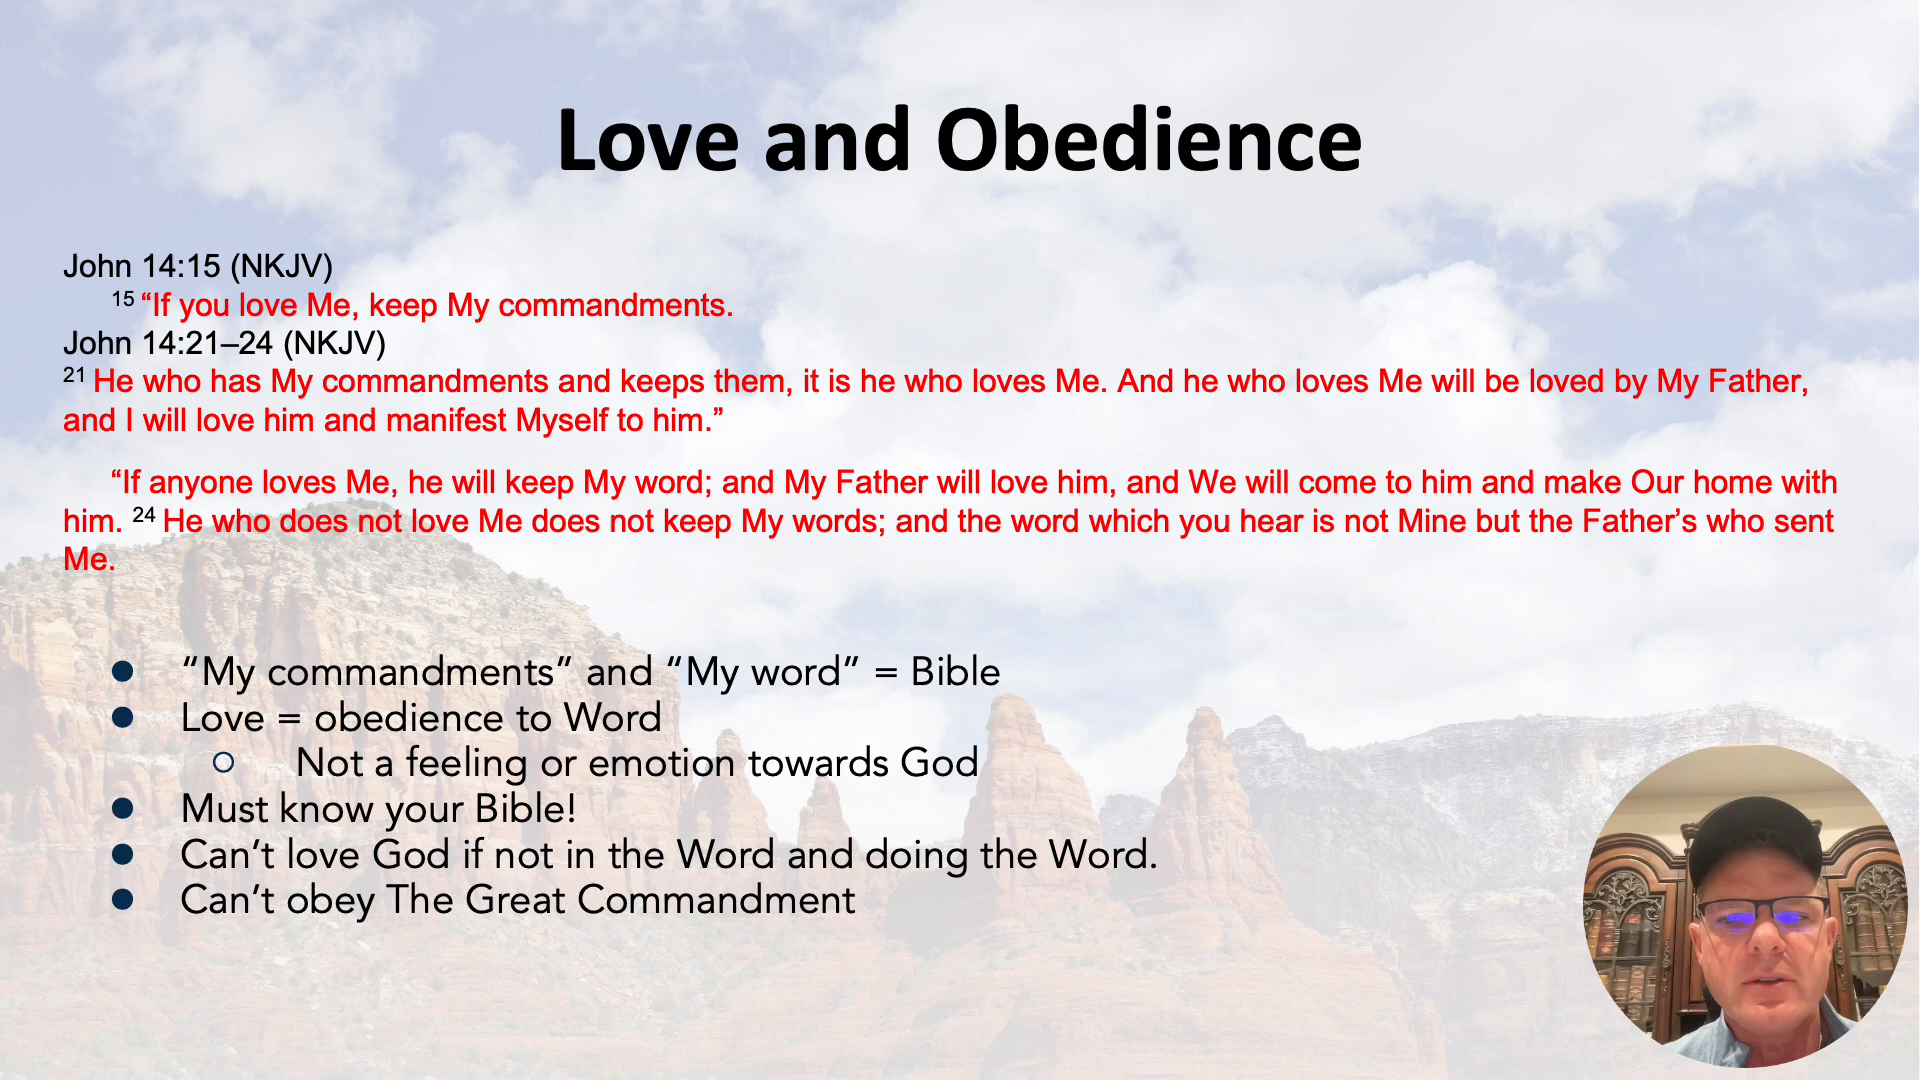 Love and Obedience
John 14:15 (NKJV)
15 “If you love Me, keep My commandments.
John 14:21–24 (NKJV)
21 He who has My commandments and keeps them, it is he who loves Me. And he who loves Me will be loved by My Father,
and I will love him and manifest Myself to him.”
“If anyone loves Me, he will keep My word; and My Father will love him, and We will come to him and make Our home with
him. 24 He who does not love Me does not keep My words; and the word which you hear is not Mine but the Father’s who sent
Me.
● “My commandments” and “My word” = Bible
● Love = obedience to Word
○ Not a feeling or emotion towards God
● Must know your Bible!
● Can’t love God if not in the Word and doing the Word.
● Can’t obey The Great Commandment